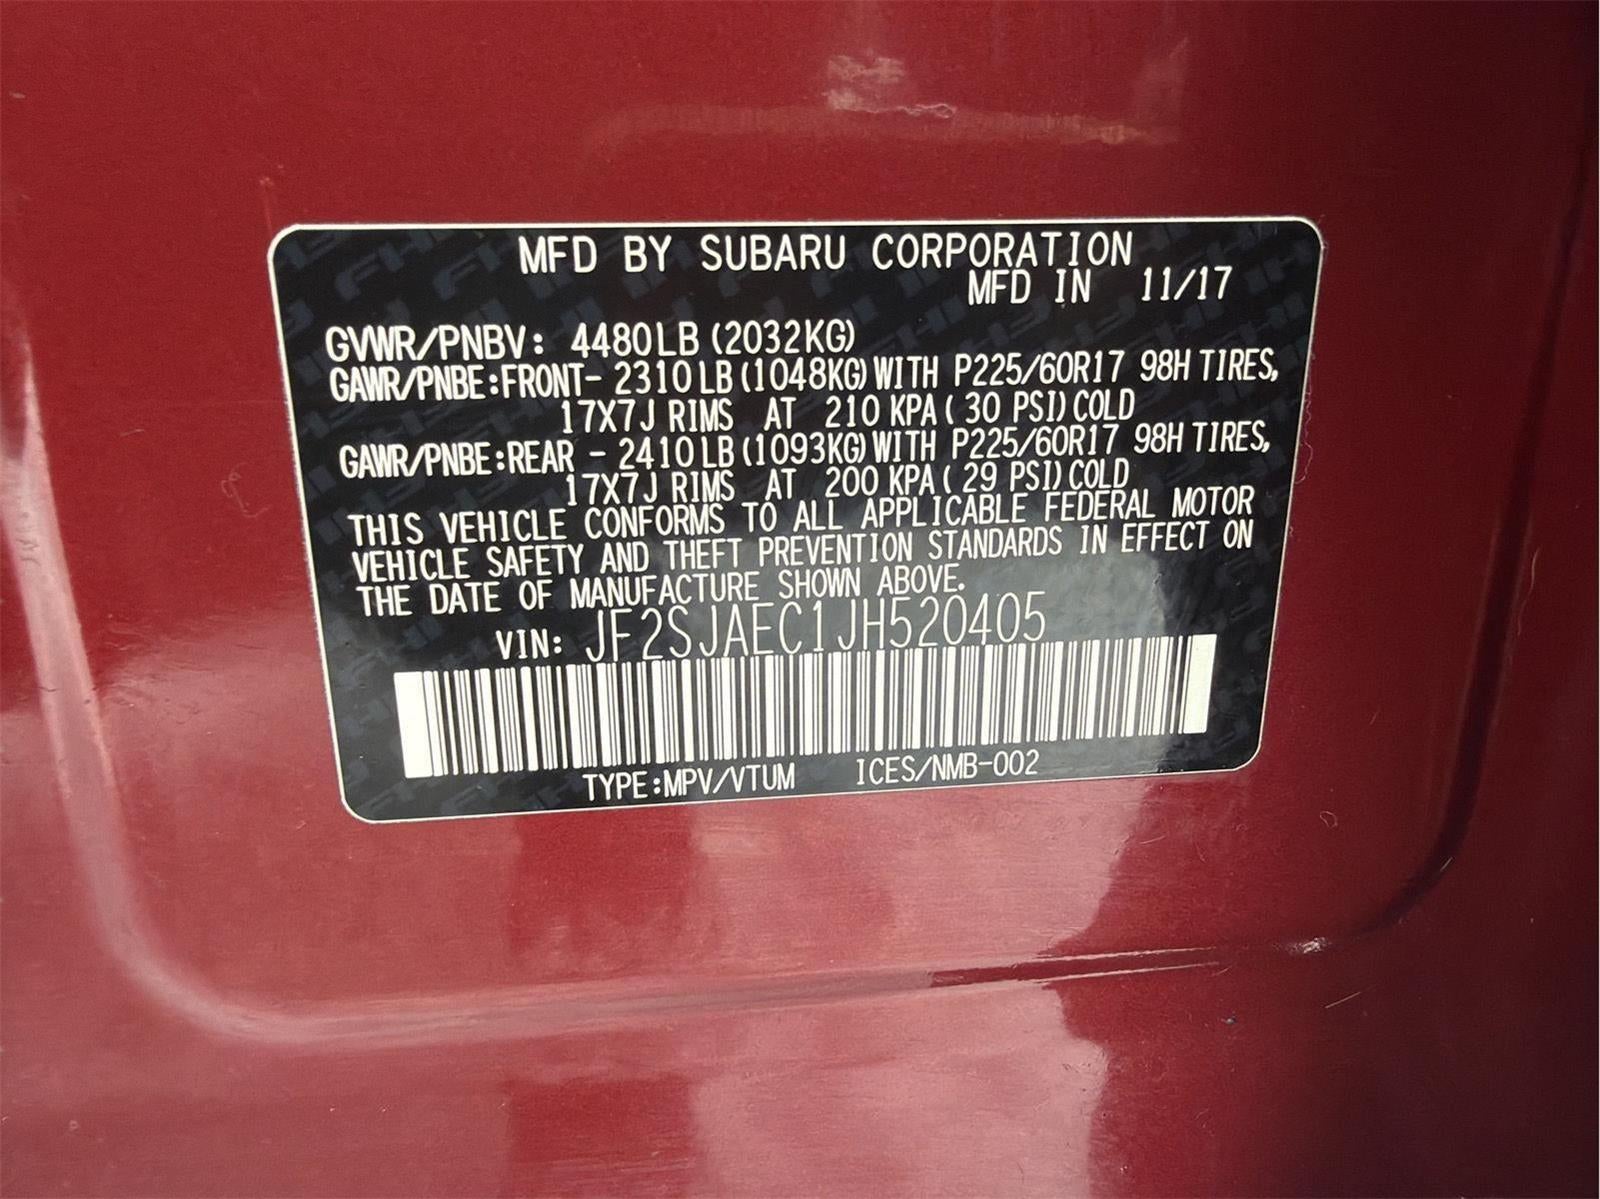 MFD BY SUBARU CORPORATION
MFD IN 11/17
GVWR/PNBV: 4480LB (2032KG)
GAWR/PNBE:FRONT- 2310LB (1048KG) WITH P225/60R17 98H TIRES,
17X7J RIMS AT 210 KPA ( 30 PSI) COLD
GAWR/PNBE:REAR - 2410LB (1093KG) WITH P225/60R17 98H TIRES,
17X7J RIMS AT 200 KPA ( 29 PSI) COLD
THIS VEHICLE CONFORMS TO ALL APPLICABLE FEDERAL MOTOR
VEHICLE SAFETY AND THEFT PREVENTION STANDARDS IN EFFECT ON
THE DATE OF MANUFACTURE SHOWN ABOVE.
VIN: JF2SJAEC1JH520405
TYPE:MPV/VTUM ICES/NMB-002